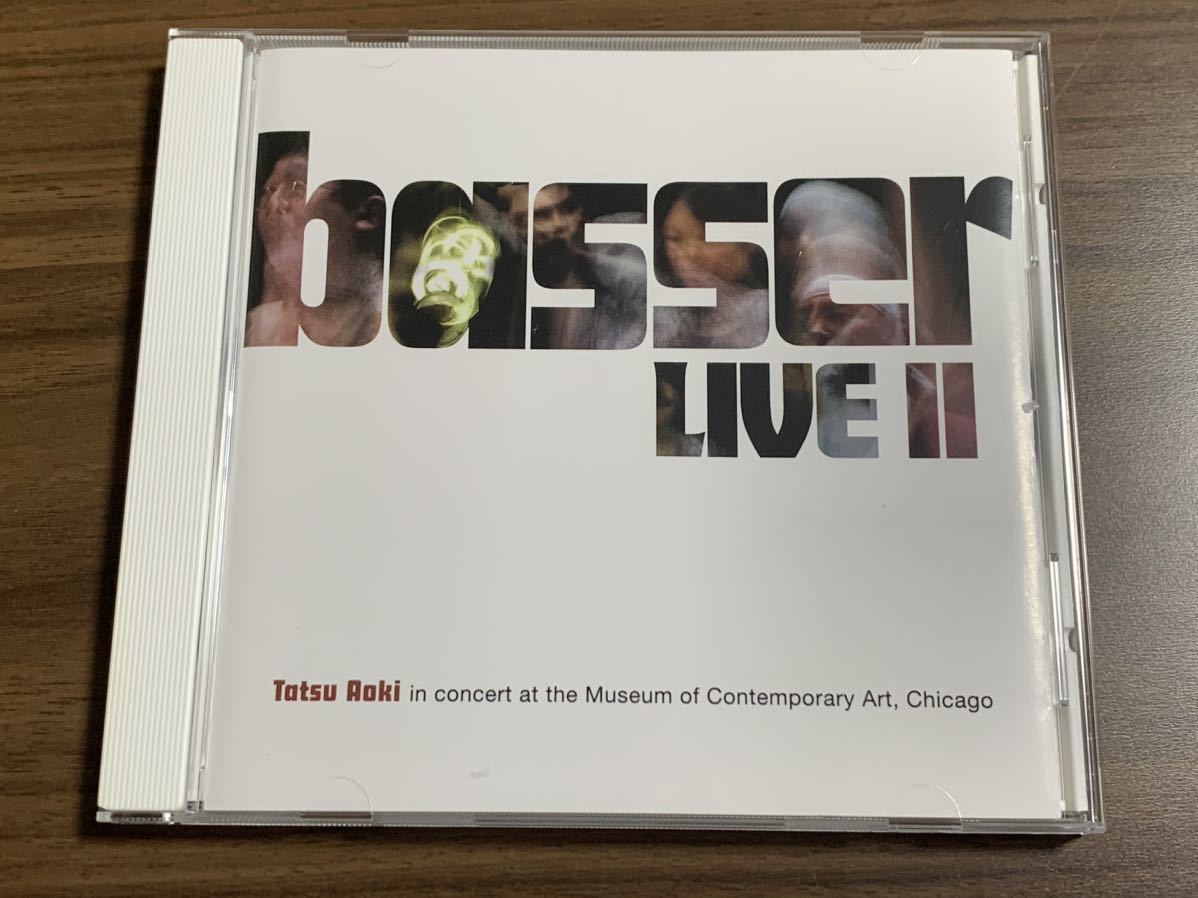 basser
LIVE II
Tatsu Aoki in concert at the Museum of Contemporary Art, Chicago